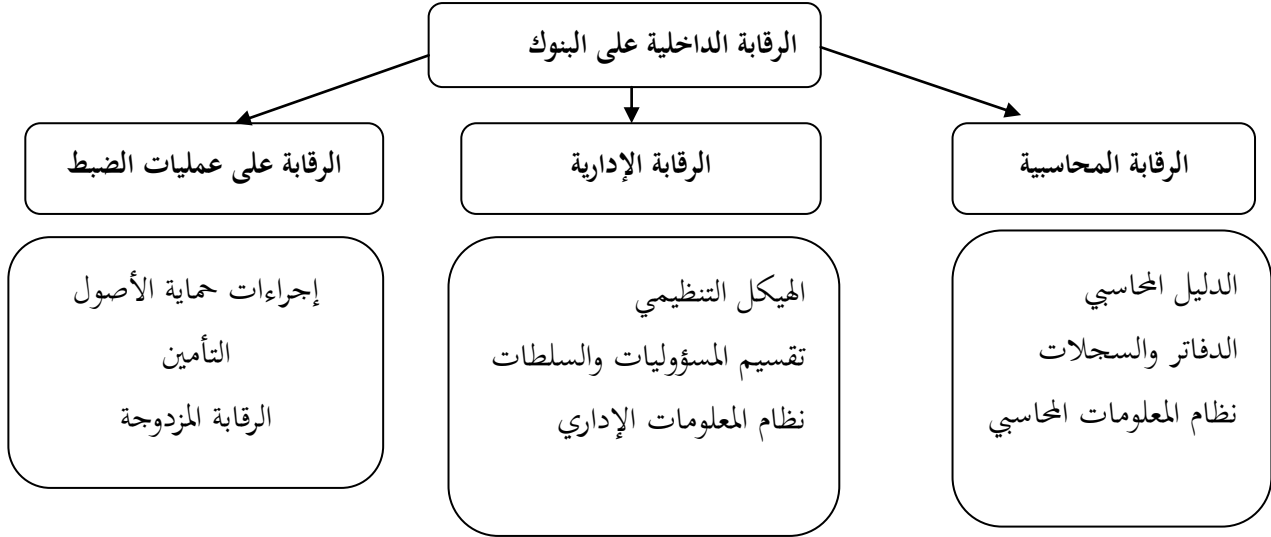 الرقابة الداخلية على البنوك
الرقابة المحاسبية
الرقابة الإدارية
الرقابة على عمليات الضبط
الدليل المحاسبي
الدفاتر والسجلات
نظام المعلومات المحاسبي
الهيكل التنظيمي
تقسيم المسؤوليات والسلطات
نظام المعلومات الإداري
إجراءات حماية الأصول
التأمين
الرقابة المزدوجة